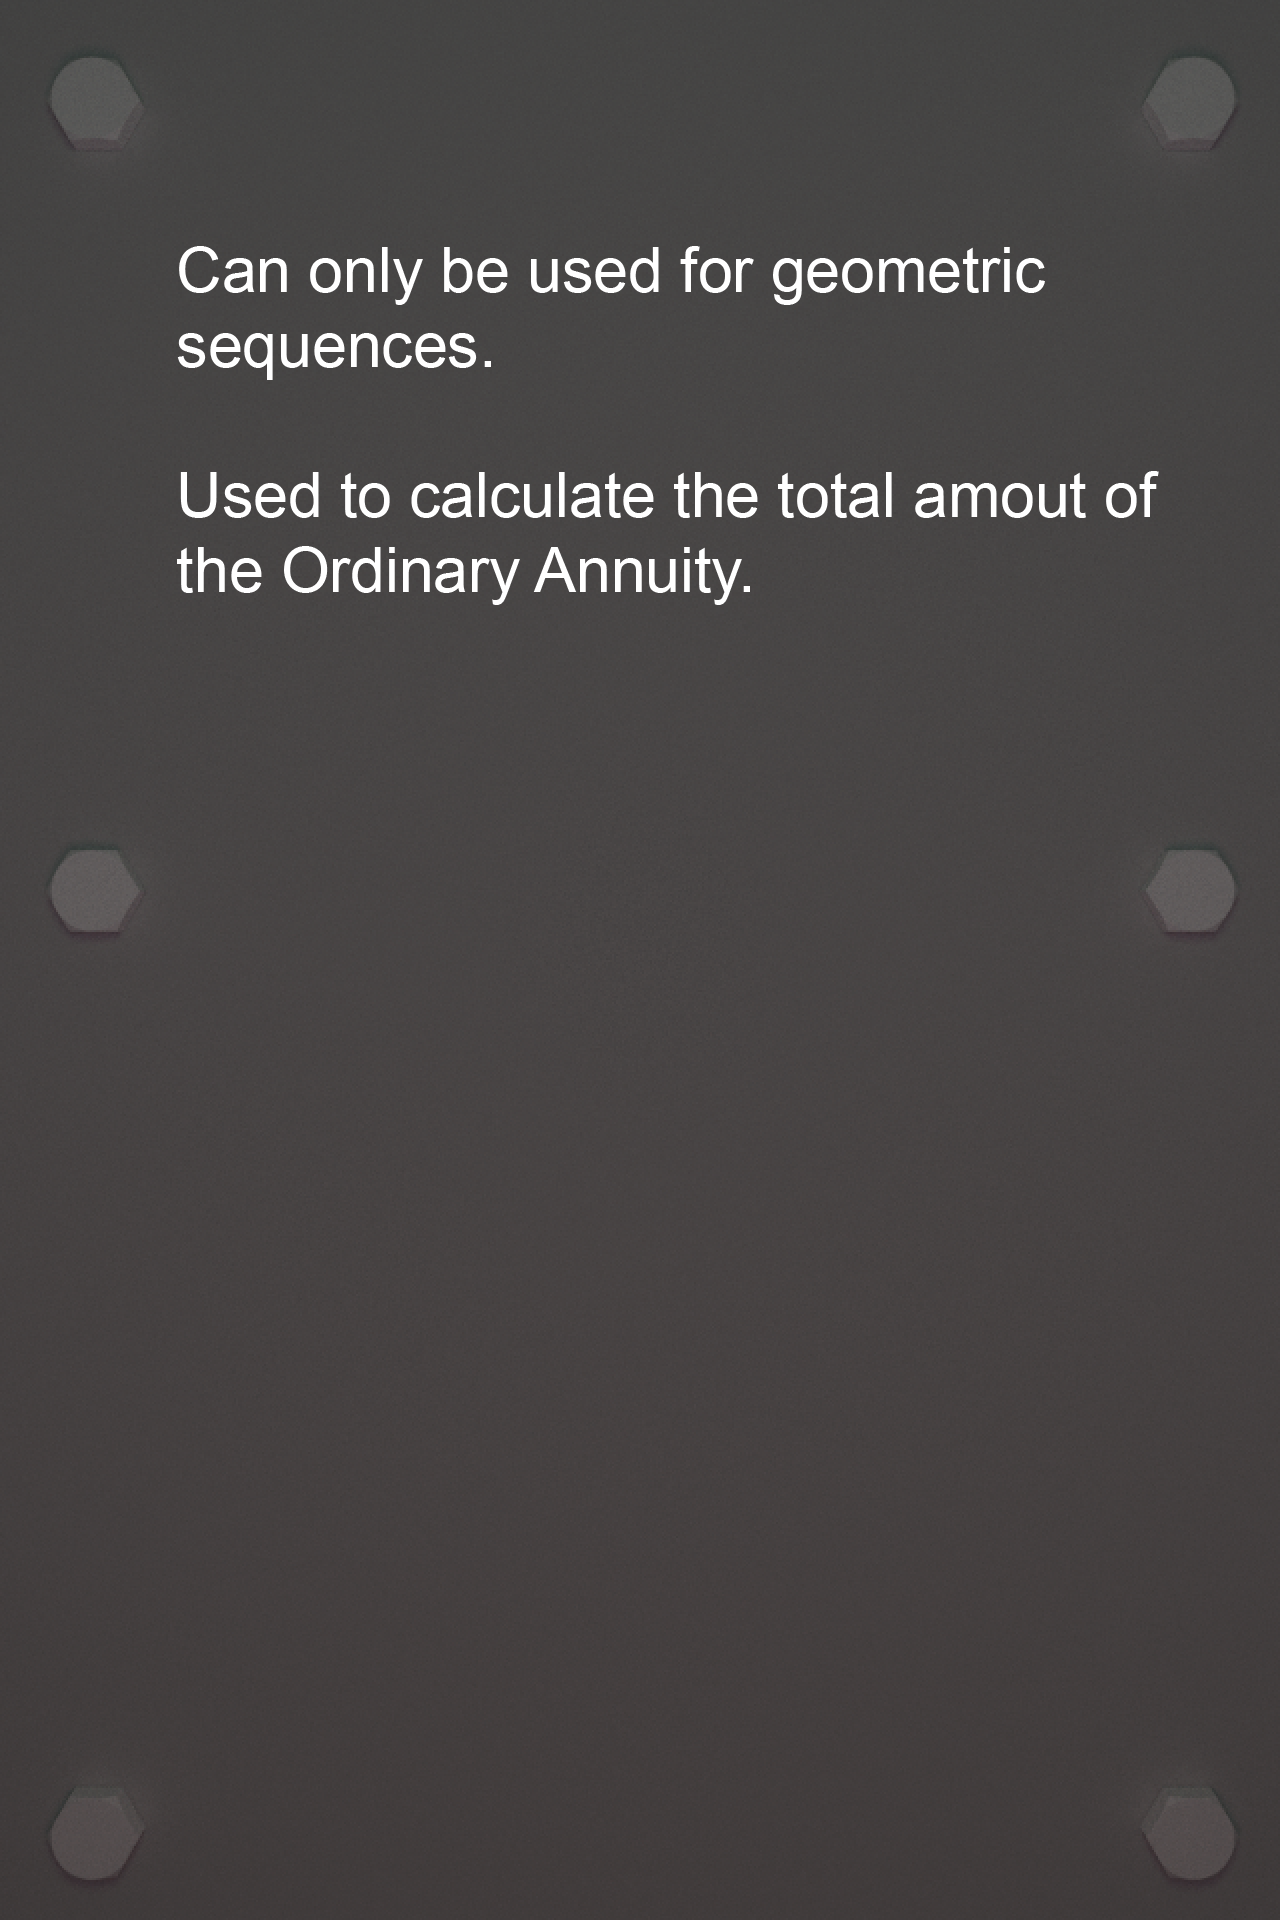 Can only be used for geometric
sequences.
Used to calculate the total amout of
the Ordinary Annuity.